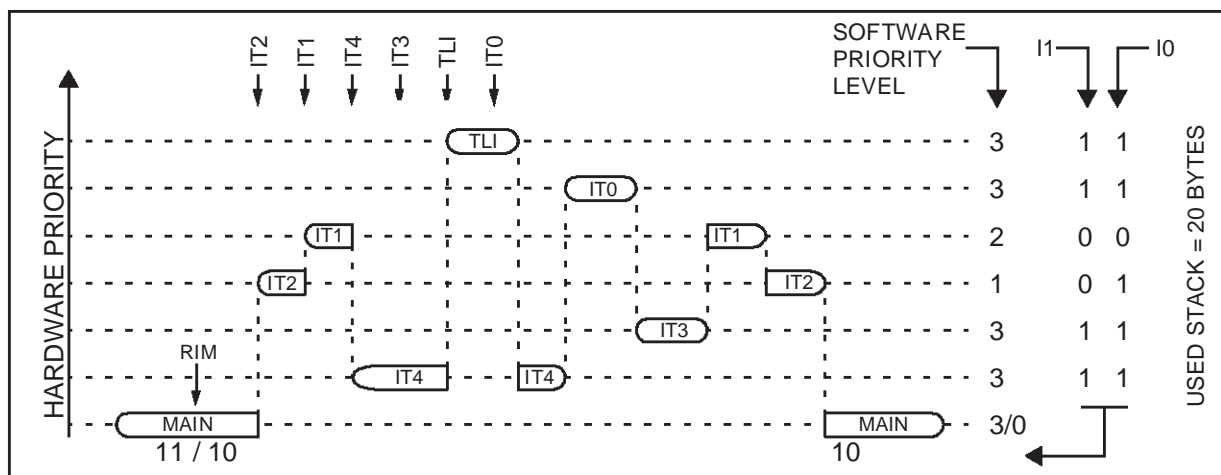 IT2
IT1
IT4
IT3
TLI
IT0
SOFTWARE
PRIORITY
LEVEL
I1
I0
HARDWARE PRIORITY
TLI
3
1 1
IT0
3
1 1
IT1
IT1
2
0 0
IT2
IT2
1
0 1
IT3
3
1 1
RIM
IT4
IT4
3
1 1
MAIN
MAIN
3/0
11 / 10
10
USED STACK = 20 BYTES